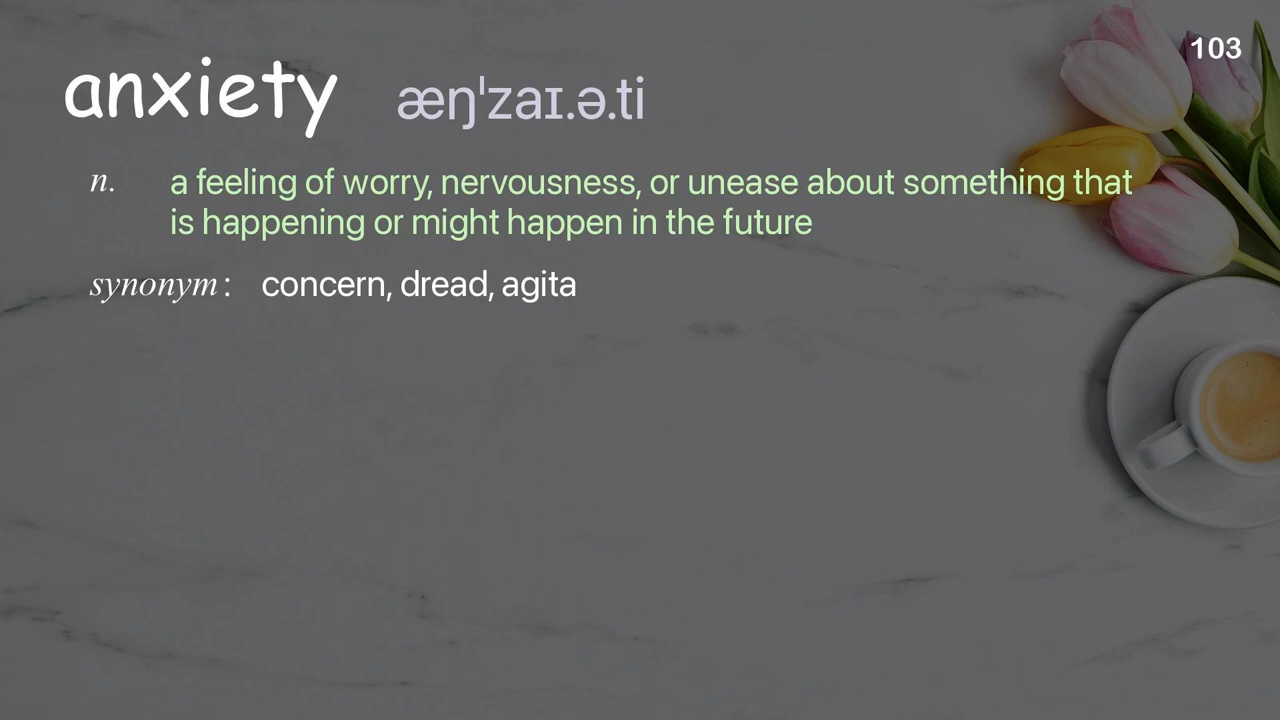 103
anxiety æŋˈzaɪ.ə.ti
n. a feeling of worry, nervousness, or unease about something that
is happening or might happen in the future
synonym: concern, dread, agita